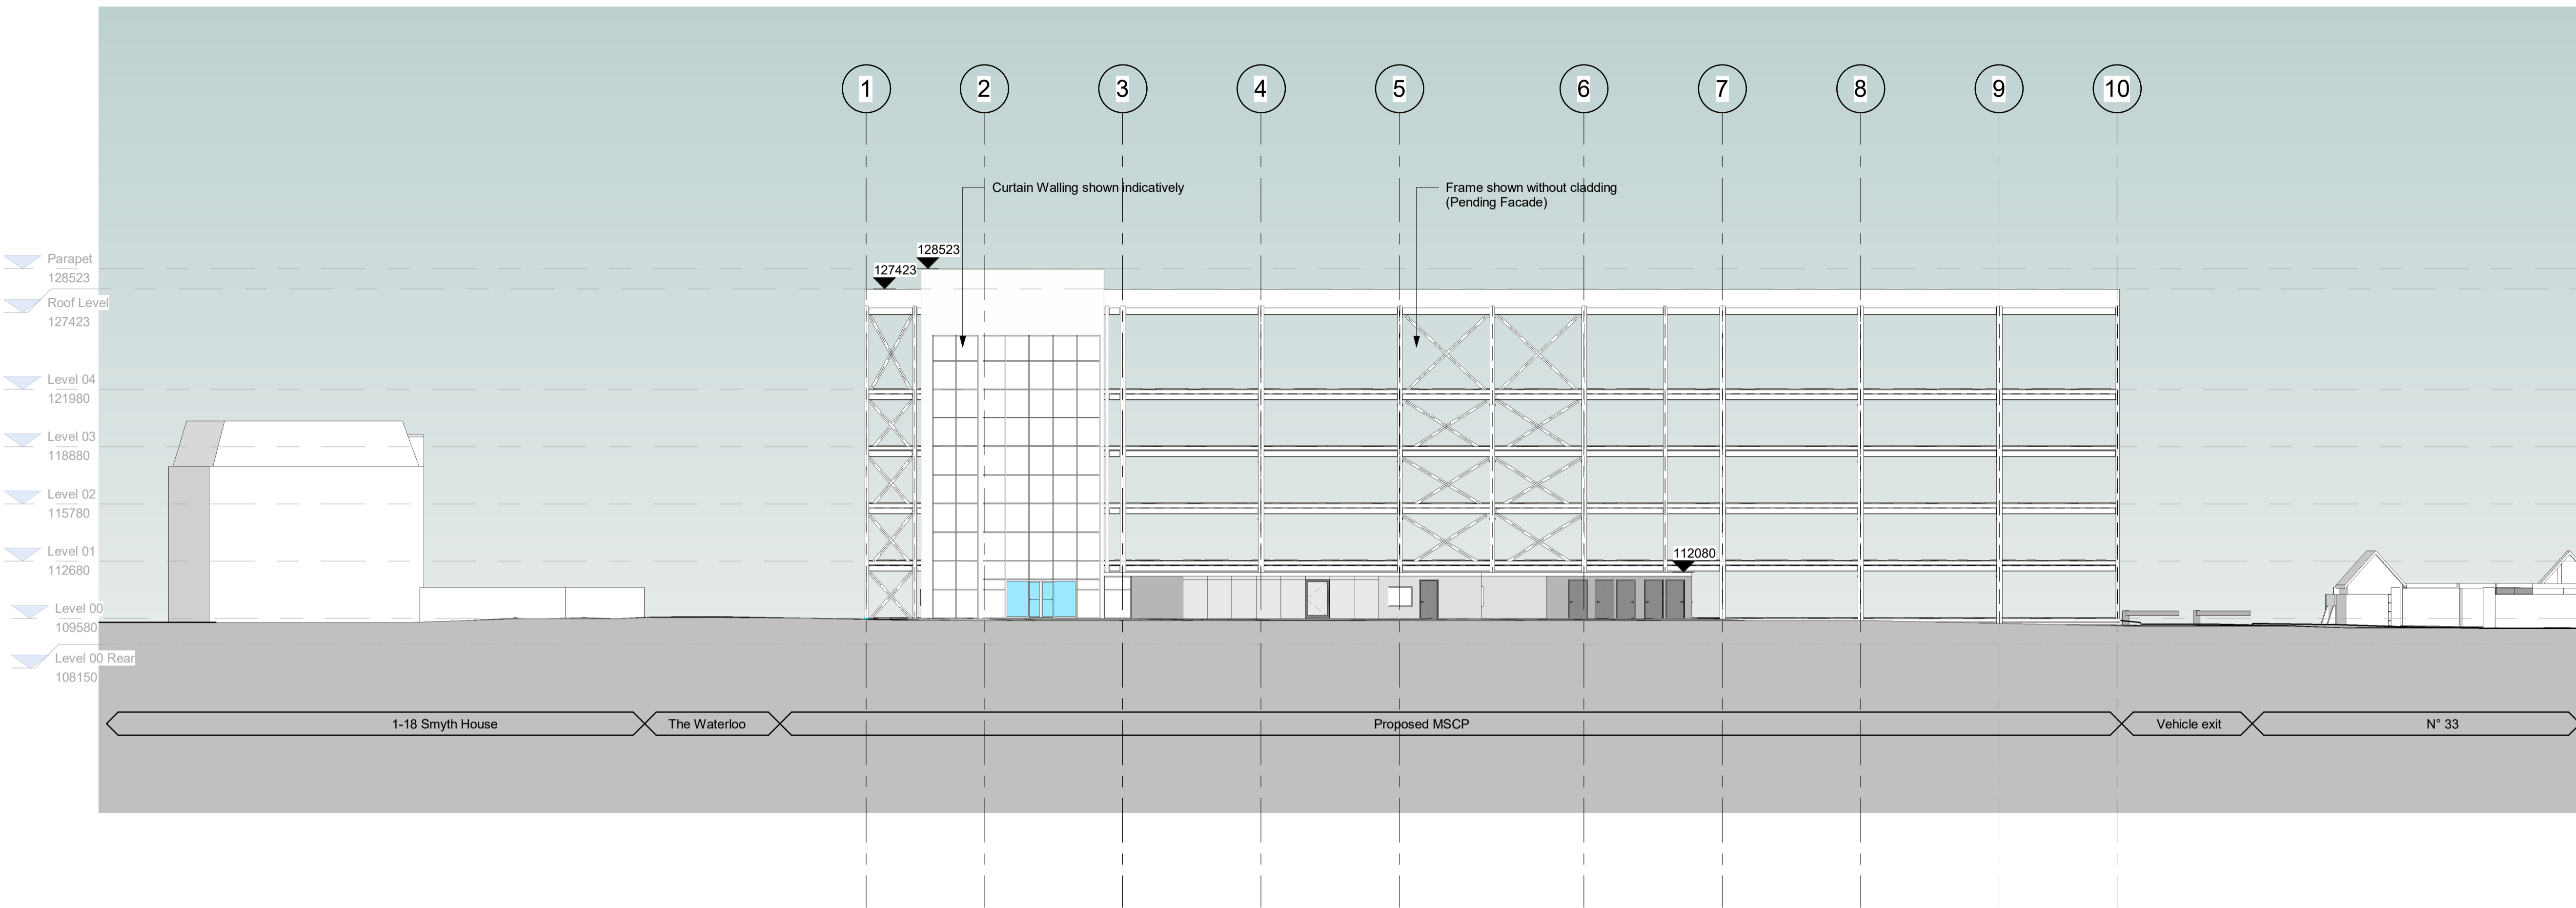 1
2
3
4
5
6
7
8
9
10
Curtain Walling shown indicatively
Frame shown without cladding
(Pending Facade)
128523
127423
Parapet
128523
Roof Level
127423
Level 04
121980
Level 03
118880
Level 02
115780
Level 01
112680
112080
Level 00
109580
Level 00 Rear
108150
1-18 Smyth House
The Waterloo
Proposed MSCP
Vehicle exit
N° 33